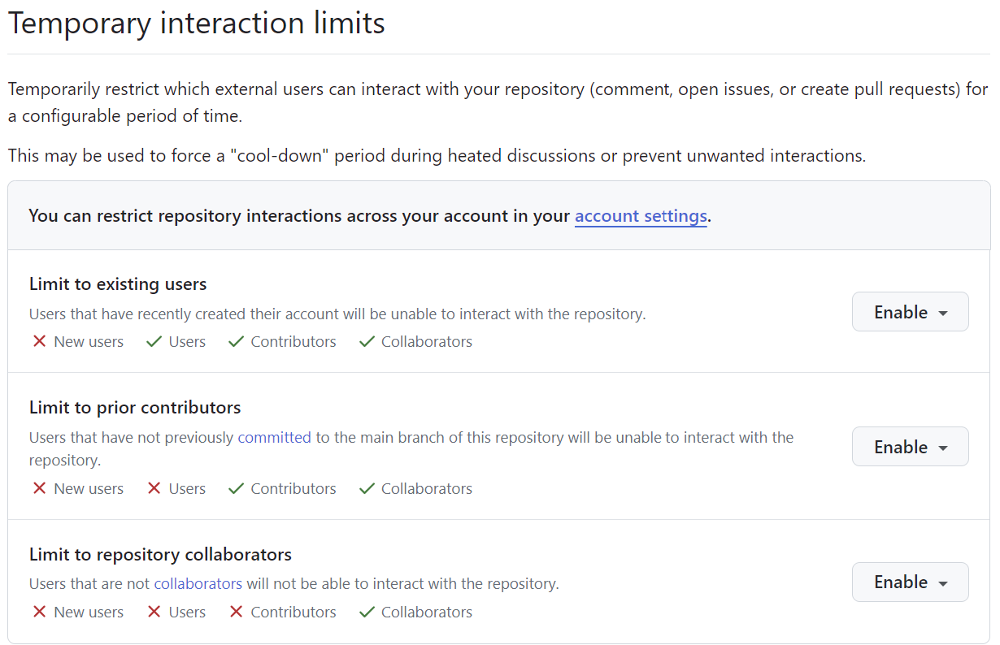 Temporary interaction limits
Temporarily restrict which external users can interact with your repository (comment, open issues, or create pull requests) for
a configurable period of time.
This may be used to force a "cool-down" period during heated discussions or prevent unwanted interactions.
You can restrict repository interactions across your account in your account settings.
Limit to existing users
Users that have recently created their account will be unable to interact with the repository.
New users Users Contributors Collaborators
Enable
Limit to prior contributors
Users that have not previously committed to the main branch of this repository will be unable to interact with the
repository.
New users Users Contributors Collaborators
Enable
Limit to repository collaborators
Users that are not collaborators will not be able to interact with the repository.
New users Users Contributors Collaborators
Enable